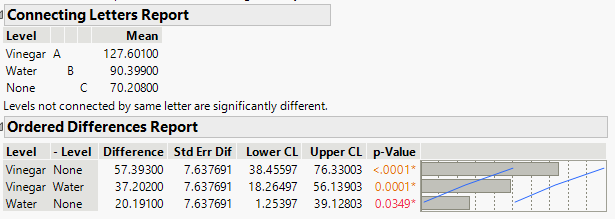 Connecting Letters Report
Level Mean
Vinegar A 127.60100
Water B 90.39900
None C 70.20800
Levels not connected by same letter are significantly different.
Ordered Differences Report
Level - Level Difference Std Err Dif Lower CL Upper CL p-Value
Vinegar None 57.39300 7.637691 38.45597 76.33003 <.0001*
Vinegar Water 37.20200 7.637691 18.26497 56.13903 0.0001*
Water None 20.19100 7.637691 1.25397 39.12803 0.0349*